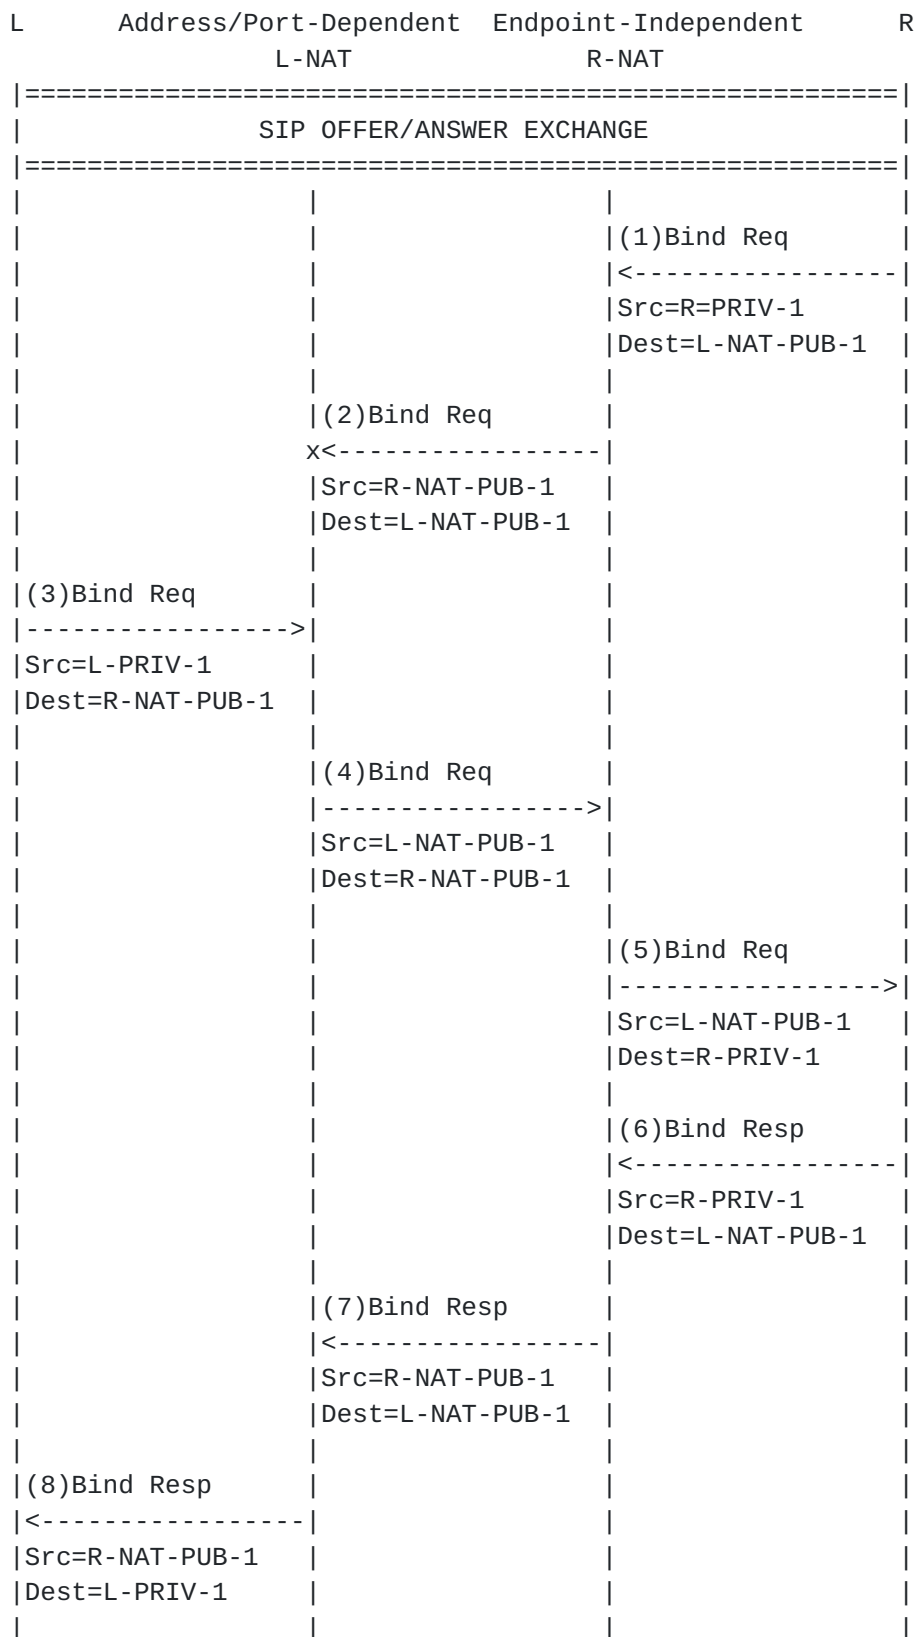 L      Address/Port-Dependent  Endpoint-Independent      R
                 L-NAT               R-NAT
|========================================================|
|               SIP OFFER/ANSWER EXCHANGE                |
|========================================================|
|                  |                  |                  |
|                  |                  |(1)Bind Req       |
|                  |                  |<-----------------|
|                  |                  |Src=R=PRIV-1      |
|                  |                  |Dest=L-NAT-PUB-1  |
|                  |                  |                  |
|                  |(2)Bind Req       |                  |
|                  x<-----------------|                  |
|                  |Src=R-NAT-PUB-1   |                  |
|                  |Dest=L-NAT-PUB-1  |                  |
|                  |                  |                  |
|(3)Bind Req       |                  |                  |
|----------------->|                  |                  |
|Src=L-PRIV-1      |                  |                  |
|Dest=R-NAT-PUB-1  |                  |                  |
|                  |                  |                  |
|                  |(4)Bind Req       |                  |
|                  |----------------->|                  |
|                  |Src=L-NAT-PUB-1   |                  |
|                  |Dest=R-NAT-PUB-1  |                  |
|                  |                  |                  |
|                  |                  |(5)Bind Req       |
|                  |                  |----------------->|
|                  |                  |Src=L-NAT-PUB-1   |
|                  |                  |Dest=R-PRIV-1     |
|                  |                  |                  |
|                  |                  |(6)Bind Resp      |
|                  |                  |<-----------------|
|                  |                  |Src=R-PRIV-1      |
|                  |                  |Dest=L-NAT-PUB-1  |
|                  |                  |                  |
|                  |(7)Bind Resp      |                  |
|                  |<-----------------|                  |
|                  |Src=R-NAT-PUB-1   |                  |
|                  |Dest=L-NAT-PUB-1  |                  |
|                  |                  |                  |
|(8)Bind Resp      |                  |                  |
|<-----------------|                  |                  |
|Src=R-NAT-PUB-1   |                  |                  |
|Dest=L-PRIV-1     |                  |                  |
|                  |                  |                  |